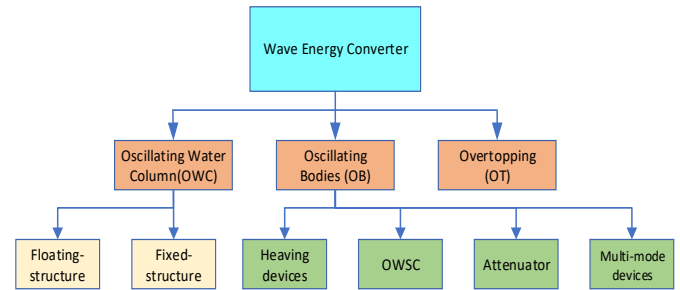 Wave Energy Converter
Oscillating Water
Column(OWC)
Oscillating
Bodies (OB)
Overtopping
(OT)
Floating-
structure
Fixed-
structure
Heaving
devices
OWSC
Attenuator
Multi-mode
devices